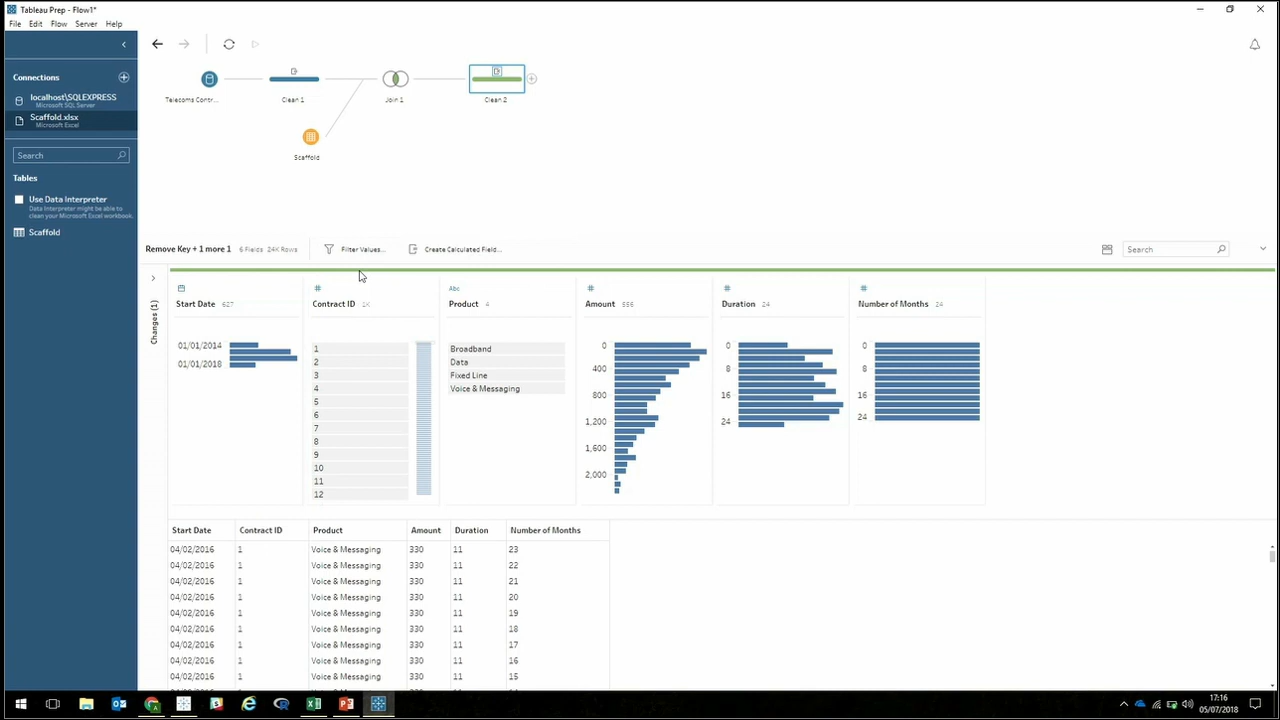 Tableau Prep - Flow1*
File Edit Flow Server Help
Connections
localhost\SQLEXPRESS
Microsoft SQL Server
Scaffold.xlsx
Microsoft Excel
Search
Tables
Use Data Interpreter
Data Interpreter might be able to
clean your Microsoft Excel workbook.
Scaffold
Telecoms Contr...
Clean 1
Join 1
Clean 2
Scaffold
Remove Key + 1 more 1 6 Fields 24K Rows Filter Values... Create Calculated Field... Search
Changes (1)
# Abc # # #
Start Date 627 Contract ID 1K Product 4 Amount 555 Duration 24 Number of Months 24
01/01/2014
01/01/2018
1
2
3
4
5
6
7
8
9
10
11
12
Broadband
Data
Fixed Line
Voice & Messaging
0
400
800
1,200
1,600
2,000
0
8
16
24
0
8
16
24
Start Date Contract ID Product Amount Duration Number of Months
04/02/2016 1 Voice & Messaging 330 11 23
04/02/2016 1 Voice & Messaging 330 11 22
04/02/2016 1 Voice & Messaging 330 11 21
04/02/2016 1 Voice & Messaging 330 11 20
04/02/2016 1 Voice & Messaging 330 11 19
04/02/2016 1 Voice & Messaging 330 11 18
04/02/2016 1 Voice & Messaging 330 11 17
04/02/2016 1 Voice & Messaging 330 11 16
04/02/2016 1 Voice & Messaging 330 11 15
17:16
05/07/2018